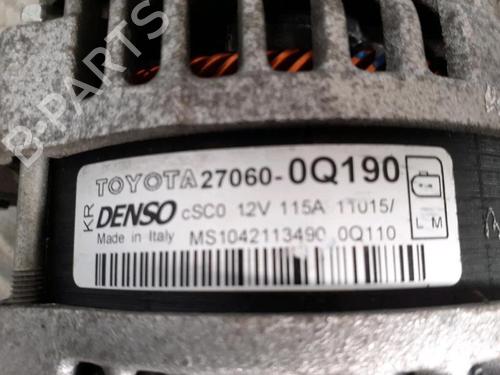 B-PARTS
KR
TOYOTA 27060-0Q190
DENSO cSC0 12V 115A 11015/
L M
Made in Italy MS1042113490 0Q110